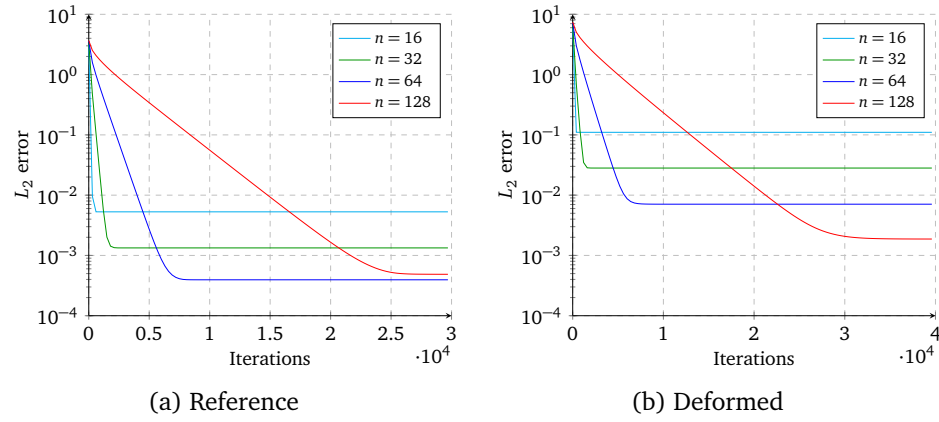 10^1
10^0
10^−1
10^−2
10^−3
10^−4
L_2 error
0
0.5
1
1.5
2
2.5
3
Iterations
·10^4
n = 16
n = 32
n = 64
n = 128
(a) Reference
10^1
10^0
10^−1
10^−2
10^−3
10^−4
L_2 error
0
1
2
3
4
Iterations
·10^4
n = 16
n = 32
n = 64
n = 128
(b) Deformed